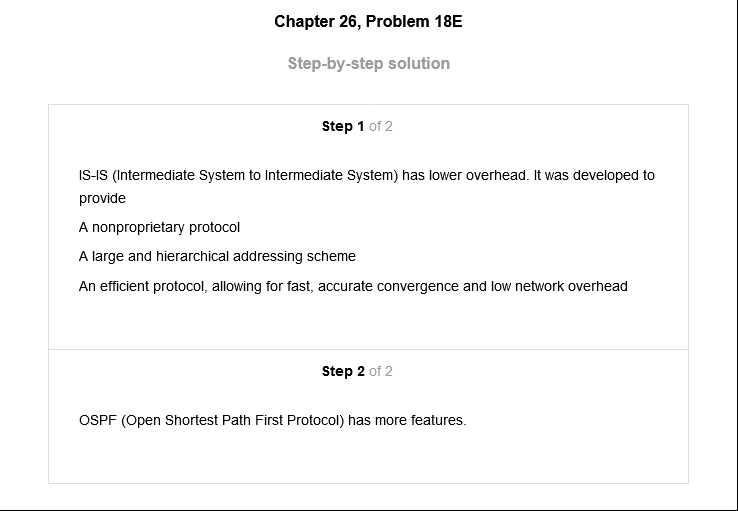 Chapter 26, Problem 18E
Step-by-step solution
Step 1 of 2
IS-IS (Intermediate System to Intermediate System) has lower overhead. It was developed to
provide
A nonproprietary protocol
A large and hierarchical addressing scheme
An efficient protocol, allowing for fast, accurate convergence and low network overhead
Step 2 of 2
OSPF (Open Shortest Path First Protocol) has more features.